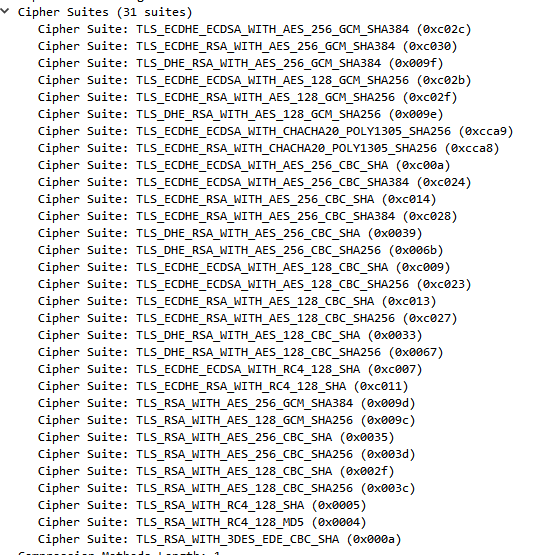 Cipher Suites (31 suites)
Cipher Suite: TLS_ECDHE_ECDSA_WITH_AES_256_GCM_SHA384 (0xc02c)
Cipher Suite: TLS_ECDHE_RSA_WITH_AES_256_GCM_SHA384 (0xc030)
Cipher Suite: TLS_DHE_RSA_WITH_AES_256_GCM_SHA384 (0x009f)
Cipher Suite: TLS_ECDHE_ECDSA_WITH_AES_128_GCM_SHA256 (0xc02b)
Cipher Suite: TLS_ECDHE_RSA_WITH_AES_128_GCM_SHA256 (0xc02f)
Cipher Suite: TLS_DHE_RSA_WITH_AES_128_GCM_SHA256 (0x009e)
Cipher Suite: TLS_ECDHE_ECDSA_WITH_CHACHA20_POLY1305_SHA256 (0xcca9)
Cipher Suite: TLS_ECDHE_RSA_WITH_CHACHA20_POLY1305_SHA256 (0xcca8)
Cipher Suite: TLS_ECDHE_ECDSA_WITH_AES_256_CBC_SHA (0xc00a)
Cipher Suite: TLS_ECDHE_ECDSA_WITH_AES_256_CBC_SHA384 (0xc024)
Cipher Suite: TLS_ECDHE_RSA_WITH_AES_256_CBC_SHA (0xc014)
Cipher Suite: TLS_ECDHE_RSA_WITH_AES_256_CBC_SHA384 (0xc028)
Cipher Suite: TLS_DHE_RSA_WITH_AES_256_CBC_SHA (0x0039)
Cipher Suite: TLS_DHE_RSA_WITH_AES_256_CBC_SHA256 (0x006b)
Cipher Suite: TLS_ECDHE_ECDSA_WITH_AES_128_CBC_SHA (0xc009)
Cipher Suite: TLS_ECDHE_ECDSA_WITH_AES_128_CBC_SHA256 (0xc023)
Cipher Suite: TLS_ECDHE_RSA_WITH_AES_128_CBC_SHA (0xc013)
Cipher Suite: TLS_ECDHE_RSA_WITH_AES_128_CBC_SHA256 (0xc027)
Cipher Suite: TLS_DHE_RSA_WITH_AES_128_CBC_SHA (0x0033)
Cipher Suite: TLS_DHE_RSA_WITH_AES_128_CBC_SHA256 (0x0067)
Cipher Suite: TLS_ECDHE_ECDSA_WITH_RC4_128_SHA (0xc007)
Cipher Suite: TLS_ECDHE_RSA_WITH_RC4_128_SHA (0xc011)
Cipher Suite: TLS_RSA_WITH_AES_256_GCM_SHA384 (0x009d)
Cipher Suite: TLS_RSA_WITH_AES_128_GCM_SHA256 (0x009c)
Cipher Suite: TLS_RSA_WITH_AES_256_CBC_SHA (0x0035)
Cipher Suite: TLS_RSA_WITH_AES_256_CBC_SHA256 (0x003d)
Cipher Suite: TLS_RSA_WITH_AES_128_CBC_SHA (0x002f)
Cipher Suite: TLS_RSA_WITH_AES_128_CBC_SHA256 (0x003c)
Cipher Suite: TLS_RSA_WITH_RC4_128_SHA (0x0005)
Cipher Suite: TLS_RSA_WITH_RC4_128_MD5 (0x0004)
Cipher Suite: TLS_RSA_WITH_3DES_EDE_CBC_SHA (0x000a)
Compression Methods Length: 1